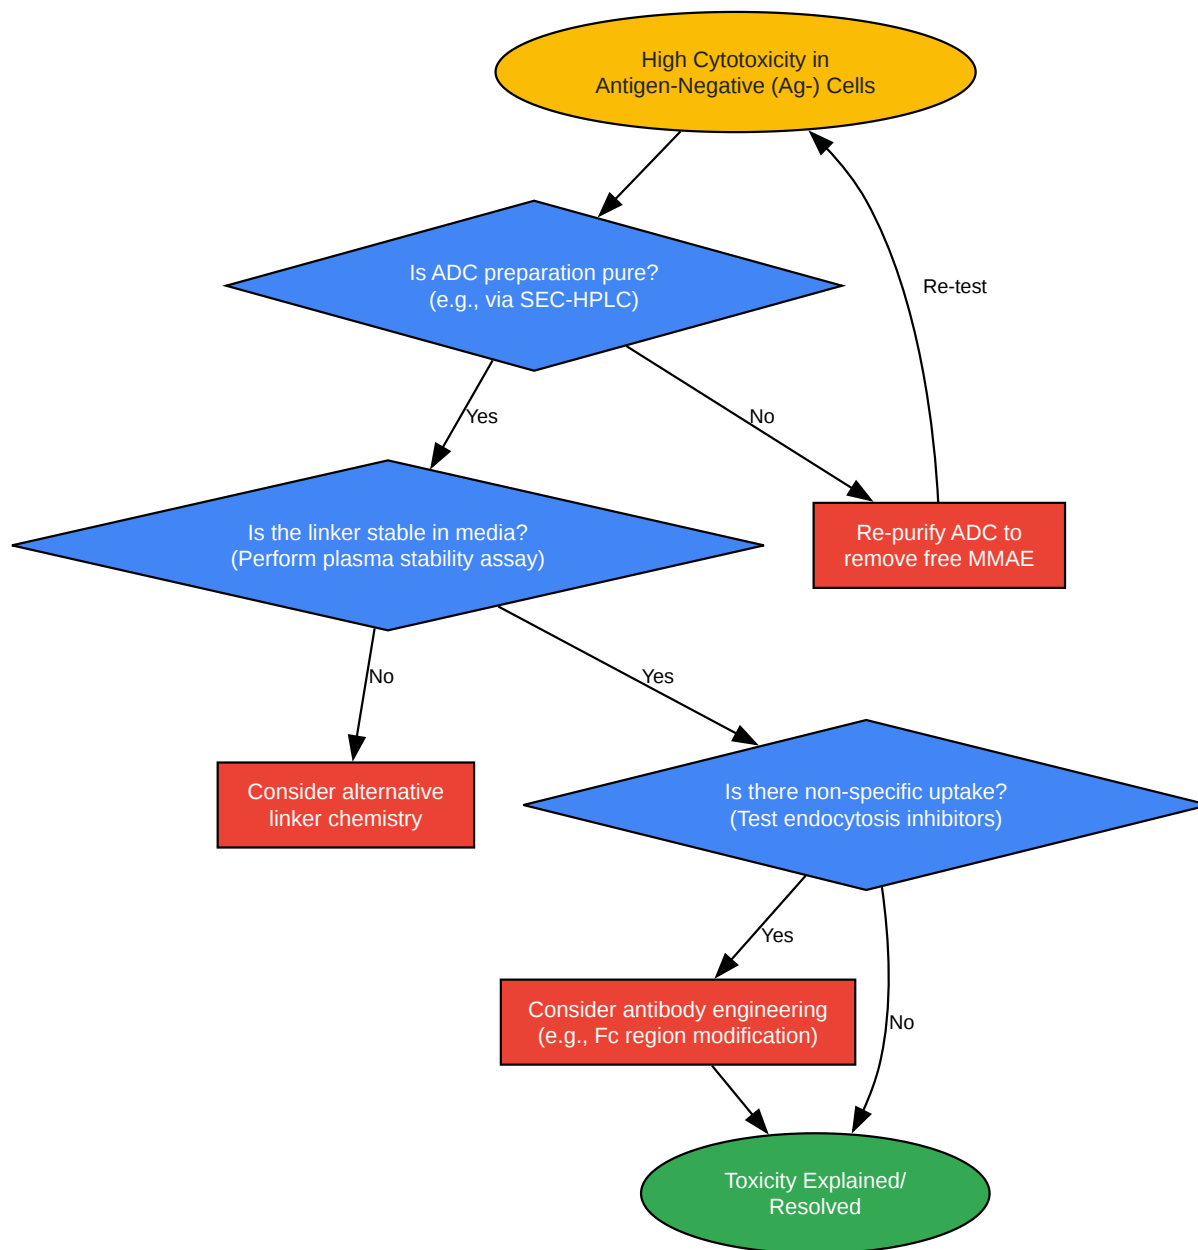 High Cytotoxicity in
Antigen-Negative (Ag-) Cells
Is ADC preparation pure?
(e.g., via SEC-HPLC)
Re-test
Yes
No
Is the linker stable in media?
(Perform plasma stability assay)
Re-purify ADC to
remove free MMAE
No
Yes
Consider alternative
linker chemistry
Is there non-specific uptake?
(Test endocytosis inhibitors)
Yes
No
Consider antibody engineering
(e.g., Fc region modification)
Toxicity Explained/
Resolved